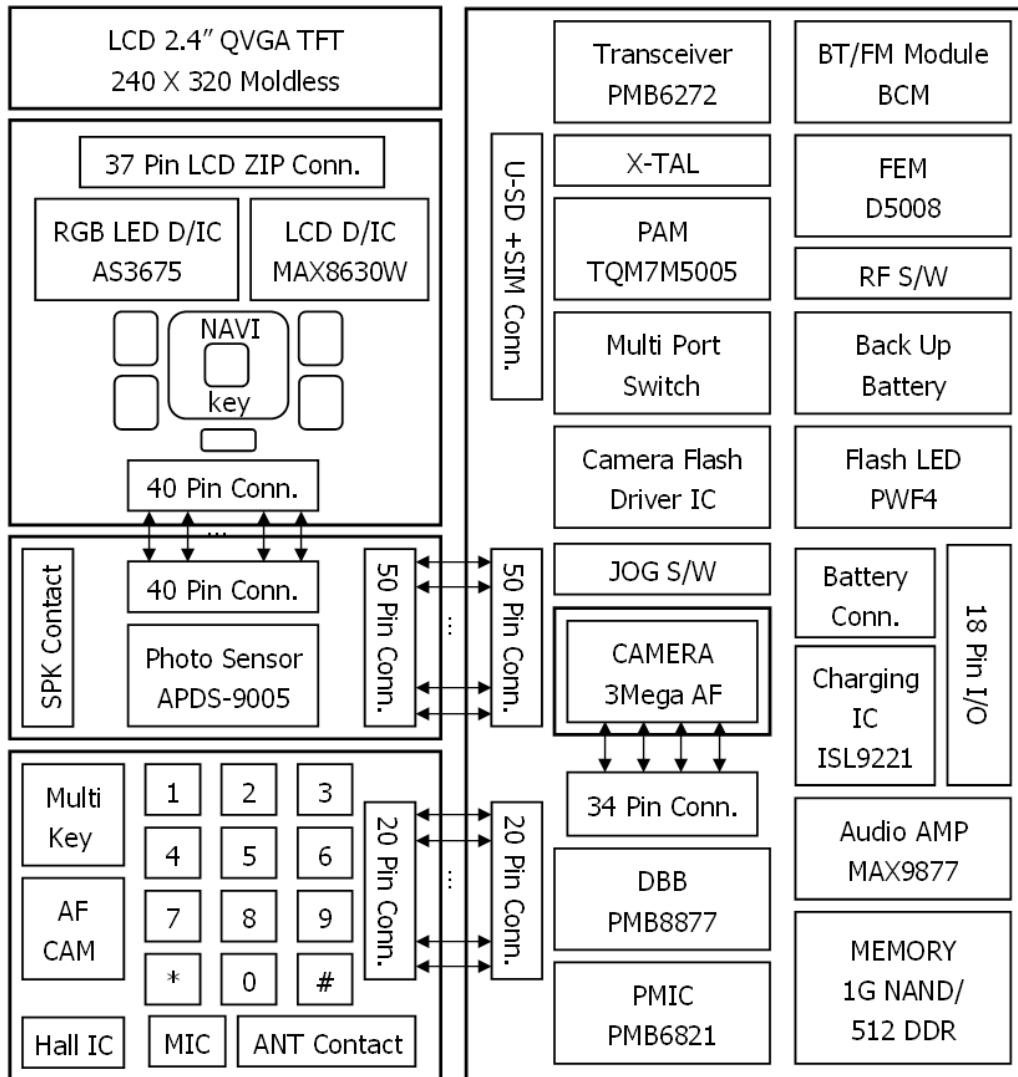 LCD 2.4” QVGA TFT
240 X 320 Moldless
37 Pin LCD ZIP Conn.
RGB LED D/IC
AS3675
LCD D/IC
MAX8630W
NAVI
key
40 Pin Conn.
...
SPK Contact
40 Pin Conn.
Photo Sensor
APDS-9005
50 Pin Conn.
...
50 Pin Conn.
Multi
Key
AF
CAM
1
2
3
4
5
6
7
8
9
*
0
#
Hall IC
MIC
ANT Contact
20 Pin Conn.
...
20 Pin Conn.
U-SD +SIM Conn.
Transceiver
PMB6272
X-TAL
PAM
TQM7M5005
Multi Port
Switch
Camera Flash
Driver IC
JOG S/W
CAMERA
3Mega AF
34 Pin Conn.
DBB
PMB8877
PMIC
PMB6821
BT/FM Module
BCM
FEM
D5008
RF S/W
Back Up
Battery
Flash LED
PWF4
Battery
Conn.
Charging
IC
ISL9221
18 Pin I/O
Audio AMP
MAX9877
MEMORY
1G NAND/
512 DDR